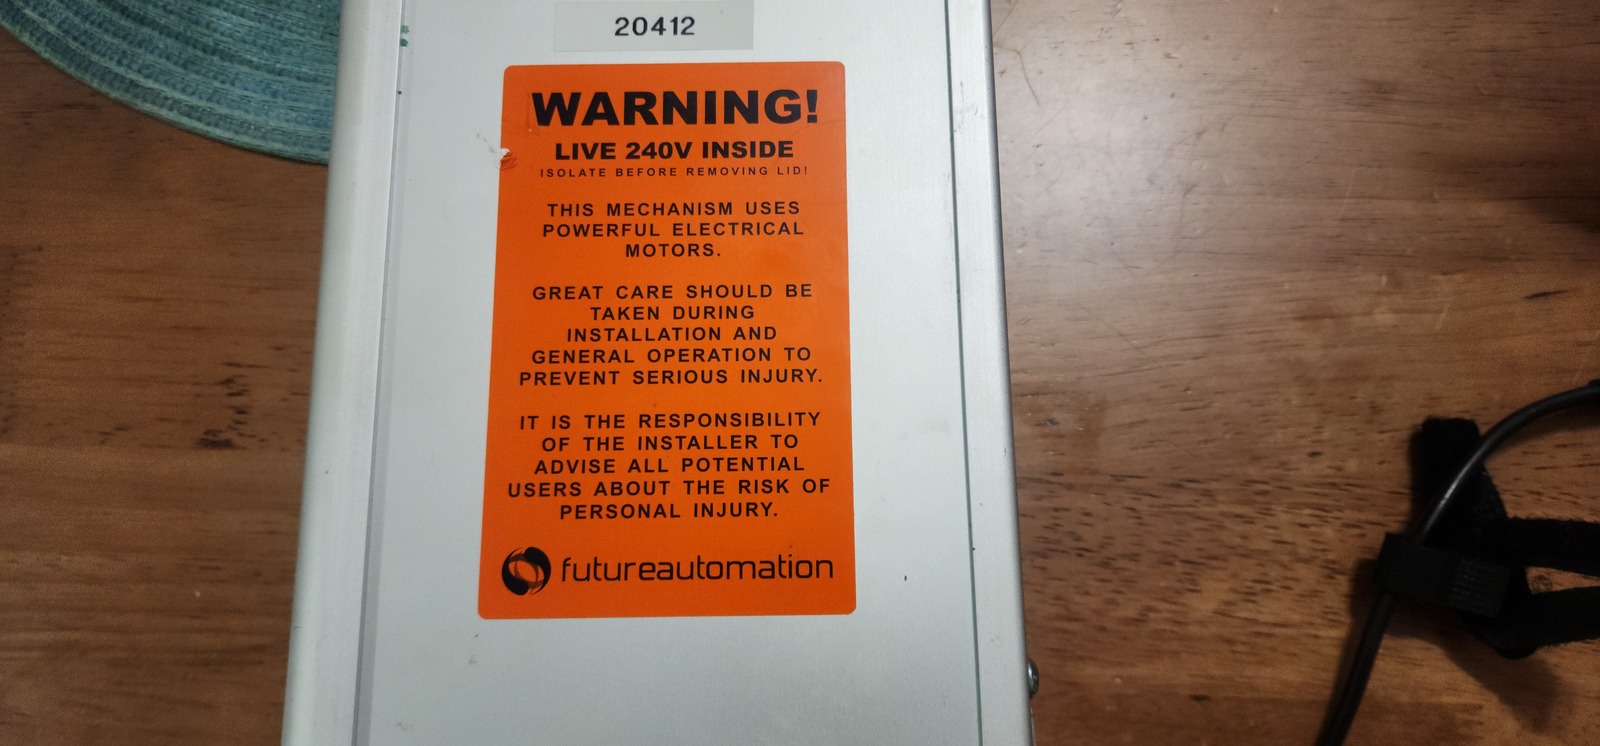 20412
WARNING!
LIVE 240V INSIDE
ISOLATE BEFORE REMOVING LID!
THIS MECHANISM USES
POWERFUL ELECTRICAL
MOTORS.
GREAT CARE SHOULD BE
TAKEN DURING
INSTALLATION AND
GENERAL OPERATION TO
PREVENT SERIOUS INJURY.
IT IS THE RESPONSIBILITY
OF THE INSTALLER TO
ADVISE ALL POTENTIAL
USERS ABOUT THE RISK OF
PERSONAL INJURY.
futureautomation